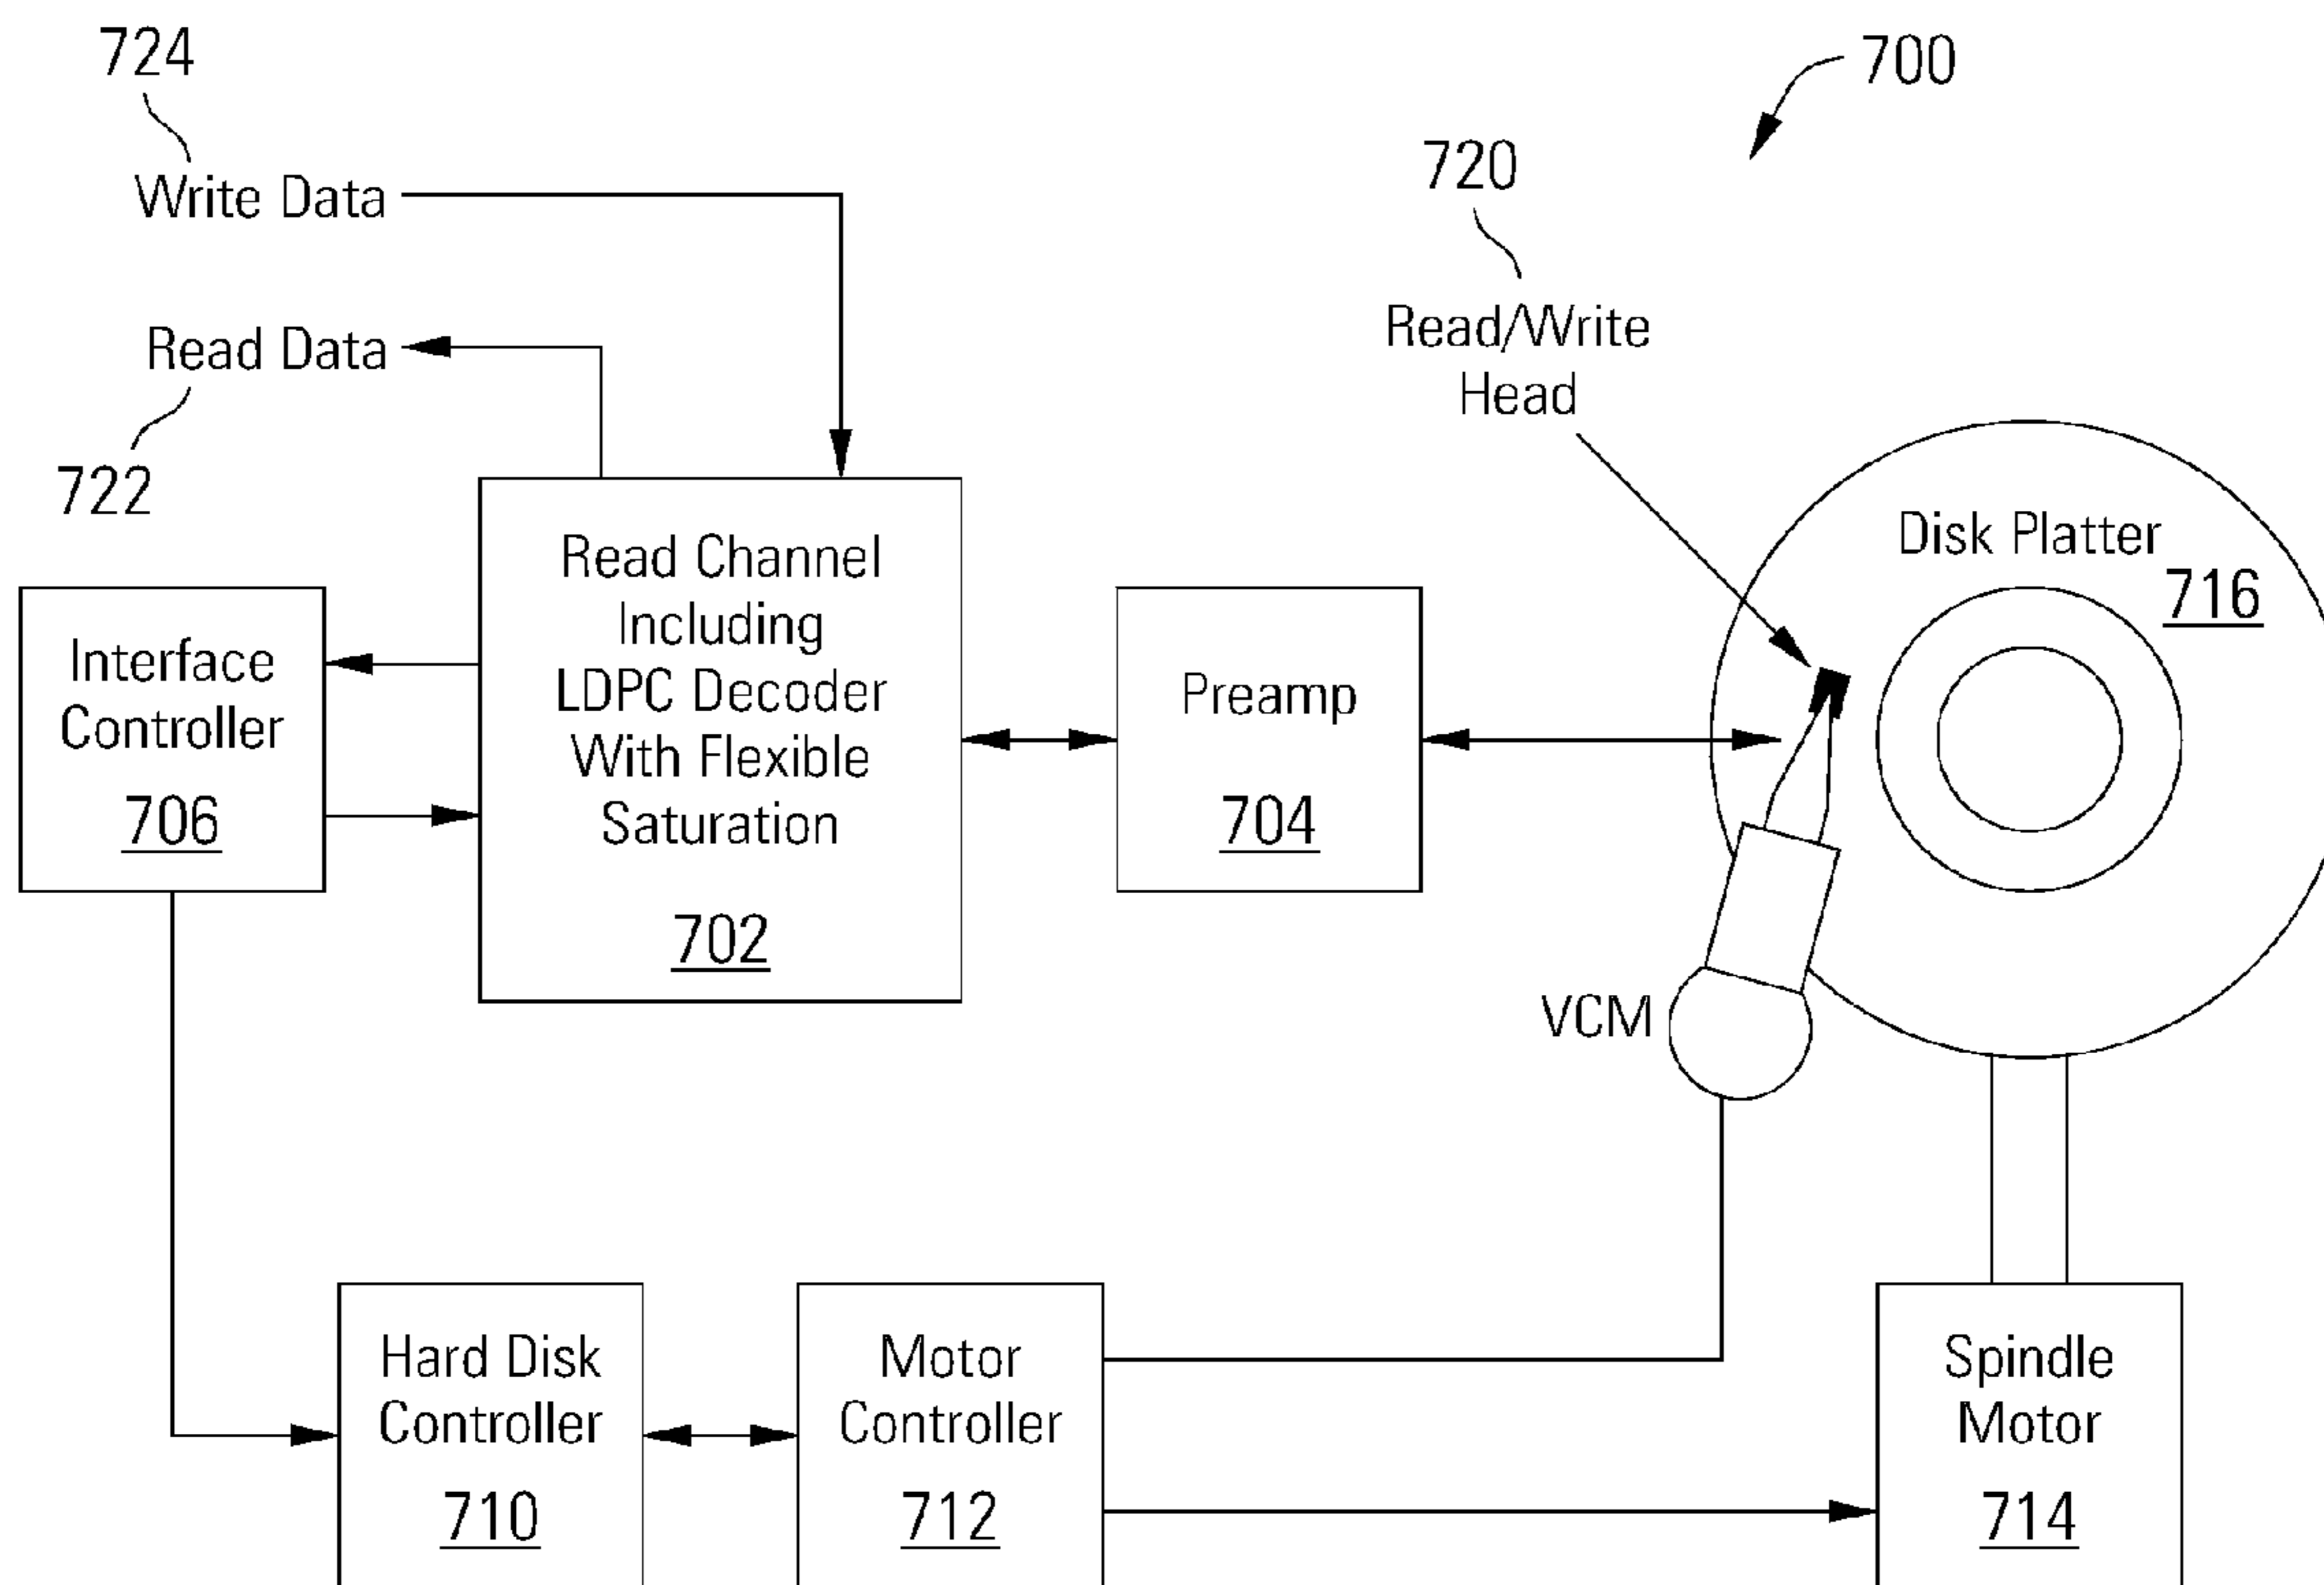 724
Write Data
700
720
Read/Write
Head
Read Data
722
Read Channel
Including
LDPC Decoder
With Flexible
Saturation
702
Interface
Controller
706
Preamp
704
Disk Platter
716
VCM
Hard Disk
Controller
710
Motor
Controller
712
Spindle
Motor
714